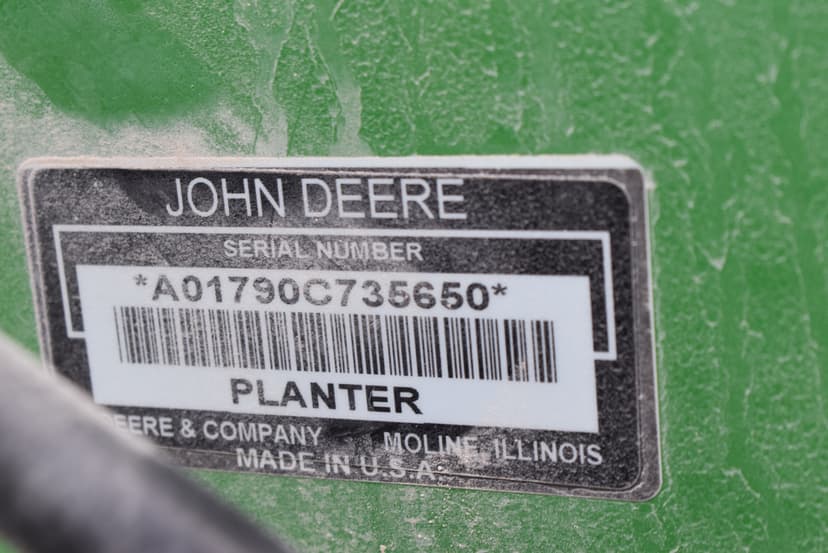 JOHN DEERE
SERIAL NUMBER
*A01790C735650*
PLANTER
EERE & COMPANY MOLINE, ILLINOIS
MADE IN U.S.A.